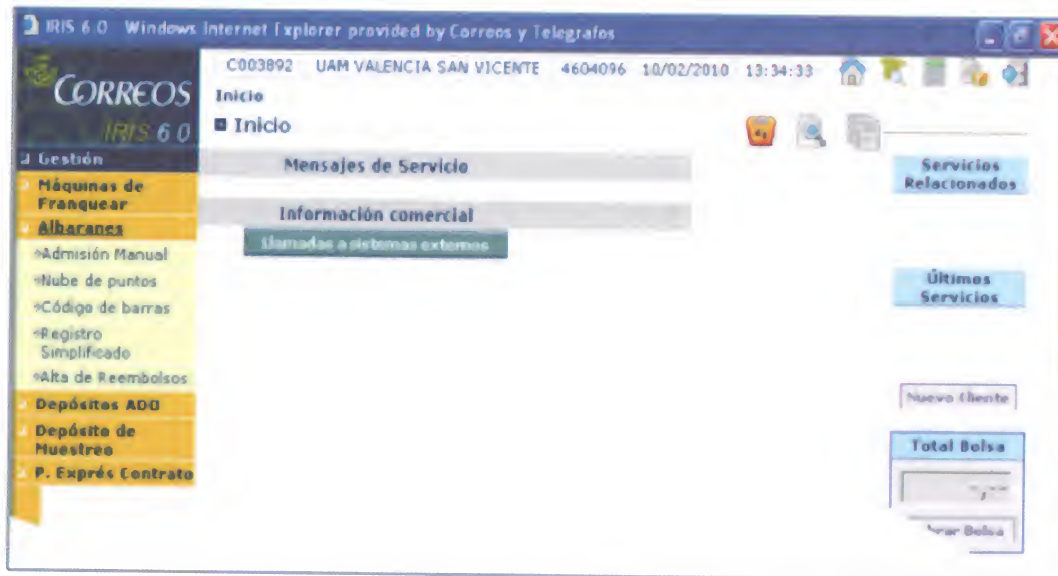 IRIS 6.0 Windows Internet Explorer provided by Correos y Telegrafos
C003892 UAM VALENCIA SAN VICENTE 4604096 10/02/2010 13:34:33
CORREOS
IRIS 6.0
Inicio
Inicio
Gestión
Máquinas de
Franquear
Albaranes
Admisión Manual
Nube de puntos
Código de barras
Registro
Simplificado
Alta de Reembolsos
Depósitos ADO
Depósito de
Muestreo
P. Exprés Contrato
Mensajes de Servicio
Información comercial
Llamadas a sistemas externos
Servicios
Relacionados
Últimos
Servicios
Nuevo Cliente
Total Bolsa
-,--
Bolsa